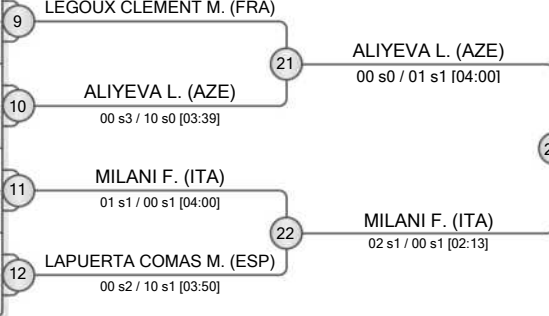 LEGOUX CLEMENT M. (FRA)
9
21
ALIYEVA L. (AZE)
00 s0 / 01 s1 [04:00]
ALIYEVA L. (AZE)
10
00 s3 / 10 s0 [03:39]
MILANI F. (ITA)
11
01 s1 / 00 s1 [04:00]
22
MILANI F. (ITA)
02 s1 / 00 s1 [02:13]
LAPUERTA COMAS M. (ESP)
12
00 s2 / 10 s1 [03:50]